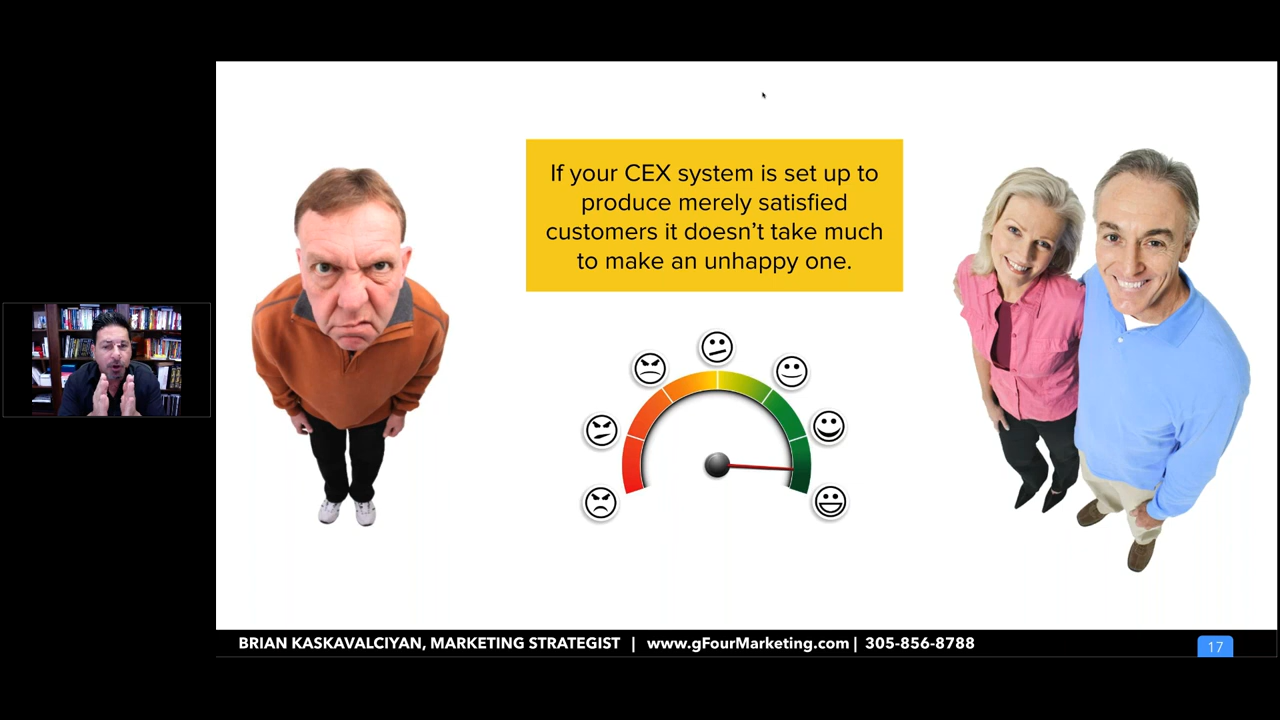 If your CEX system is set up to
produce merely satisfied
customers it doesn’t take much
to make an unhappy one.
BRIAN KASKAVALCIYAN, MARKETING STRATEGIST | www.gFourMarketing.com | 305-856-8788
17